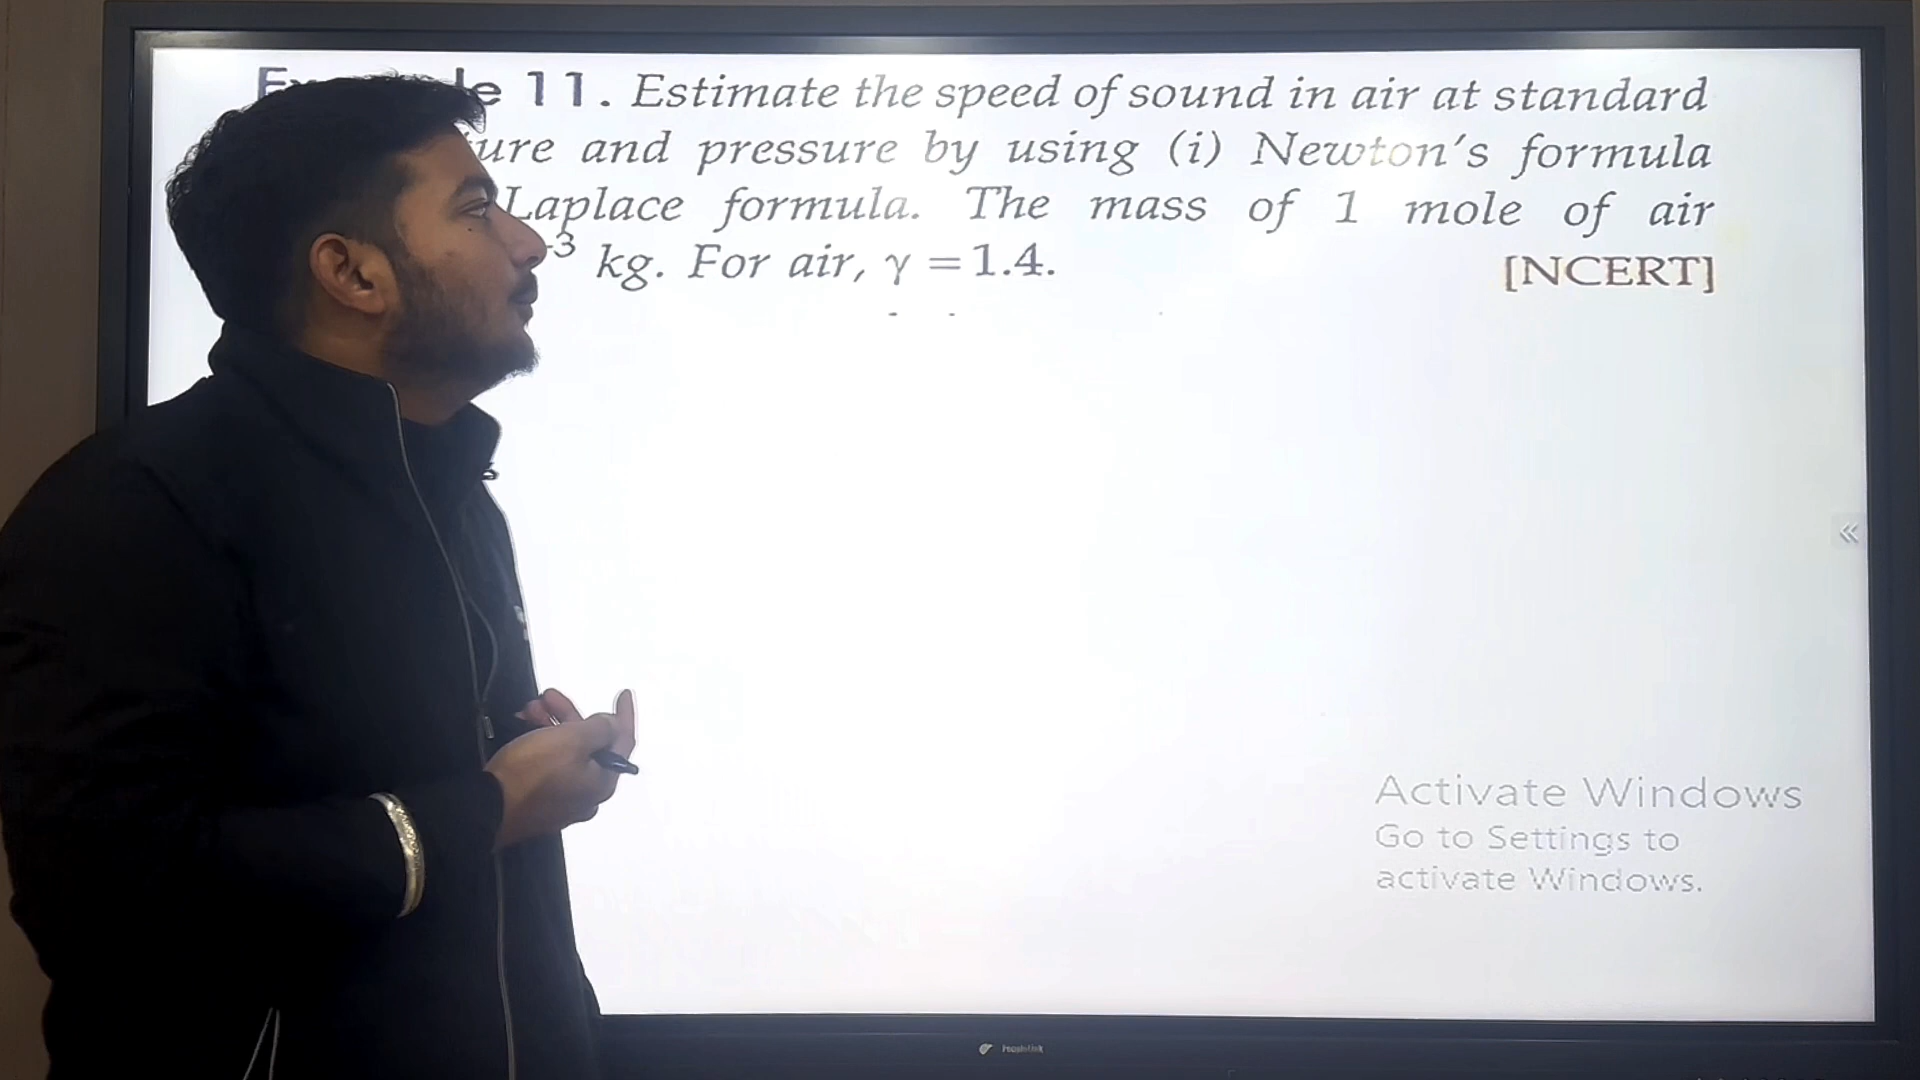 11. Estimate the speed of sound in air at standard
and pressure by using (i) Newton's formula
Laplace formula. The mass of 1 mole of air
kg. For air, γ = 1.4. [NCERT]
«
Activate Windows
Go to Settings to
activate Windows.